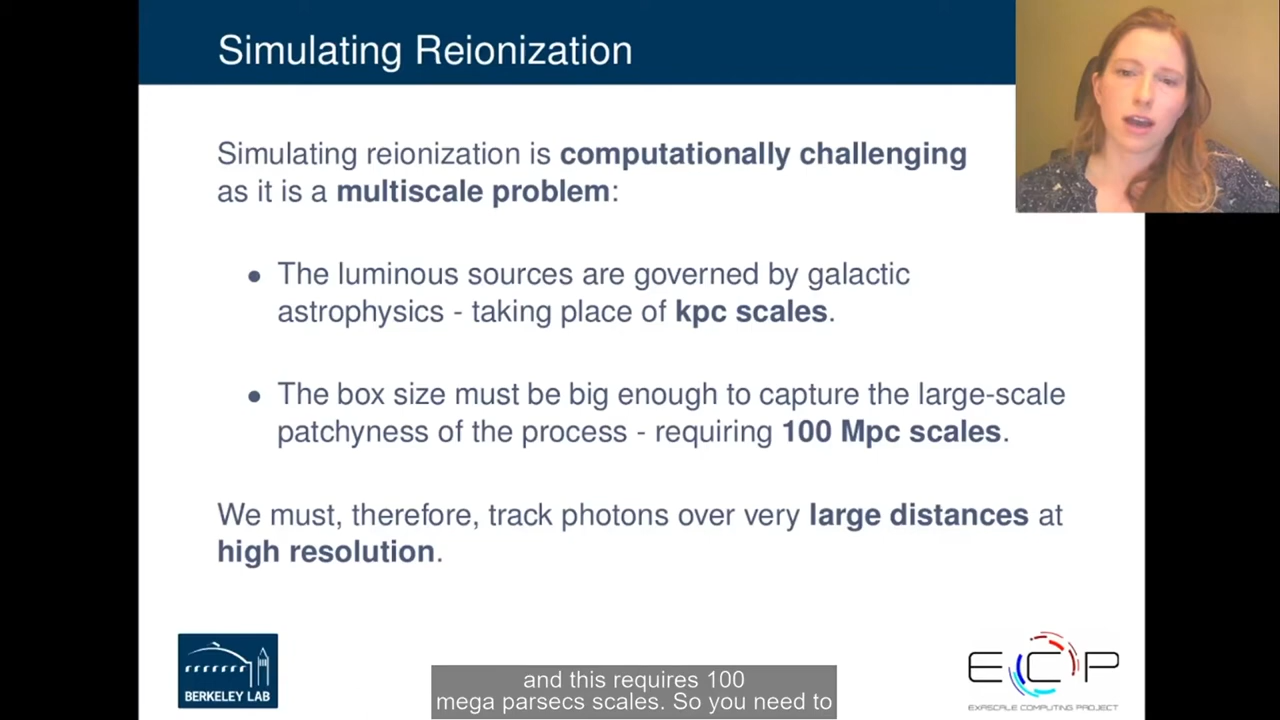 Simulating Reionization
Simulating reionization is computationally challenging
as it is a multiscale problem:
• The luminous sources are governed by galactic
astrophysics - taking place of kpc scales.
• The box size must be big enough to capture the large-scale
patchyness of the process - requiring 100 Mpc scales.
We must, therefore, track photons over very large distances at
high resolution.
BERKELEY LAB
ECP
EXASCALE COMPUTING PROJECT
and this requires 100
mega parsecs scales. So you need to